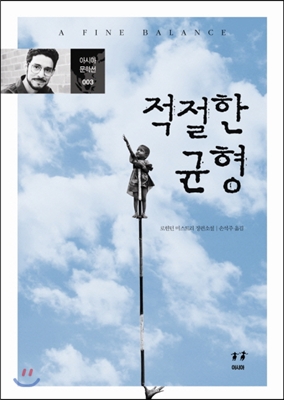 A FINE BALANCE
아시아
문학선
003
적절한
균형
로힌턴 미스트리 장편소설 | 손석주 옮김
아시아
yes24